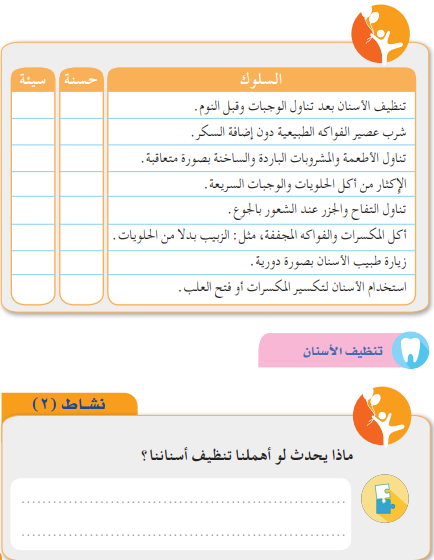 السلوك حسنة سيئة
تنظيف الأسنان بعد تناول الوجبات وقبل النوم.
شرب عصير الفواكه الطبيعية دون إضافة السكر.
تناول الأطعمة والمشروبات الباردة والساخنة بصورة متعاقبة.
الإكثار من أكل الحلويات والوجبات السريعة.
تناول التفاح والجزر عند الشعور بالجوع.
أكل المكسرات والفواكه المجففة، مثل: الزبيب بدلا من الحلويات.
زيارة طبيب الأسنان بصورة دورية.
استخدام الأسنان لتكسير المكسرات أو فتح العلب.
تنظيف الأسنان
نشاط (٢)
ماذا يحدث لو أهملنا تنظيف أسناننا؟